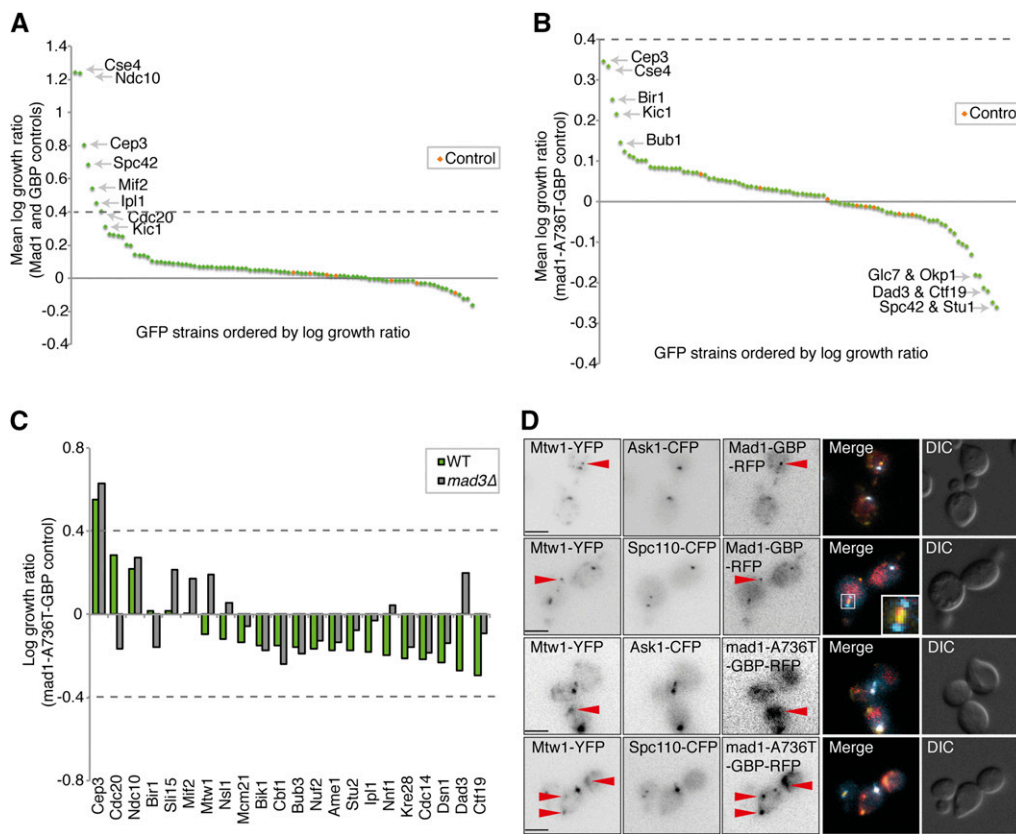 A
Mean log growth ratio
(Mad1 and GBP controls)
1.4
1.2
1
0.8
0.6
0.4
0.2
0
-0.2
-0.4
Cse4
Ndc10
Cep3
Spc42
Mif2
Ipl1
Cdc20
Kic1
Control
GFP strains ordered by log growth ratio
B
Mean log growth ratio
(mad1-A736T-GBP control)
0.4
0.3
0.2
0.1
0
-0.1
-0.2
-0.3
-0.4
Cep3
Cse4
Bir1
Kic1
Bub1
Control
Glc7 & Okp1
Dad3 & Ctf19
Spc42 & Stu1
GFP strains ordered by log growth ratio
C
Log growth ratio
(mad1-A736T-GBP control)
0.8
0.4
0
-0.4
-0.8
WT
mad3Δ
Cep3
Cdc20
Ndc10
Bir1
Sli15
Mif2
Mtw1
Nsl1
Mcm21
Bik1
Cbf1
Bub3
Nuf2
Ame1
Stu2
Ipl1
Nnf1
Kre28
Cdc14
Dsn1
Dad3
Ctf19
D
Mtw1-YFP
Ask1-CFP
Mad1-GBP
-RFP
Merge
DIC
Mtw1-YFP
Spc110-CFP
Mad1-GBP
-RFP
Merge
DIC
Mtw1-YFP
Ask1-CFP
mad1-A736T
-GBP-RFP
Merge
DIC
Mtw1-YFP
Spc110-CFP
mad1-A736T
-GBP-RFP
Merge
DIC